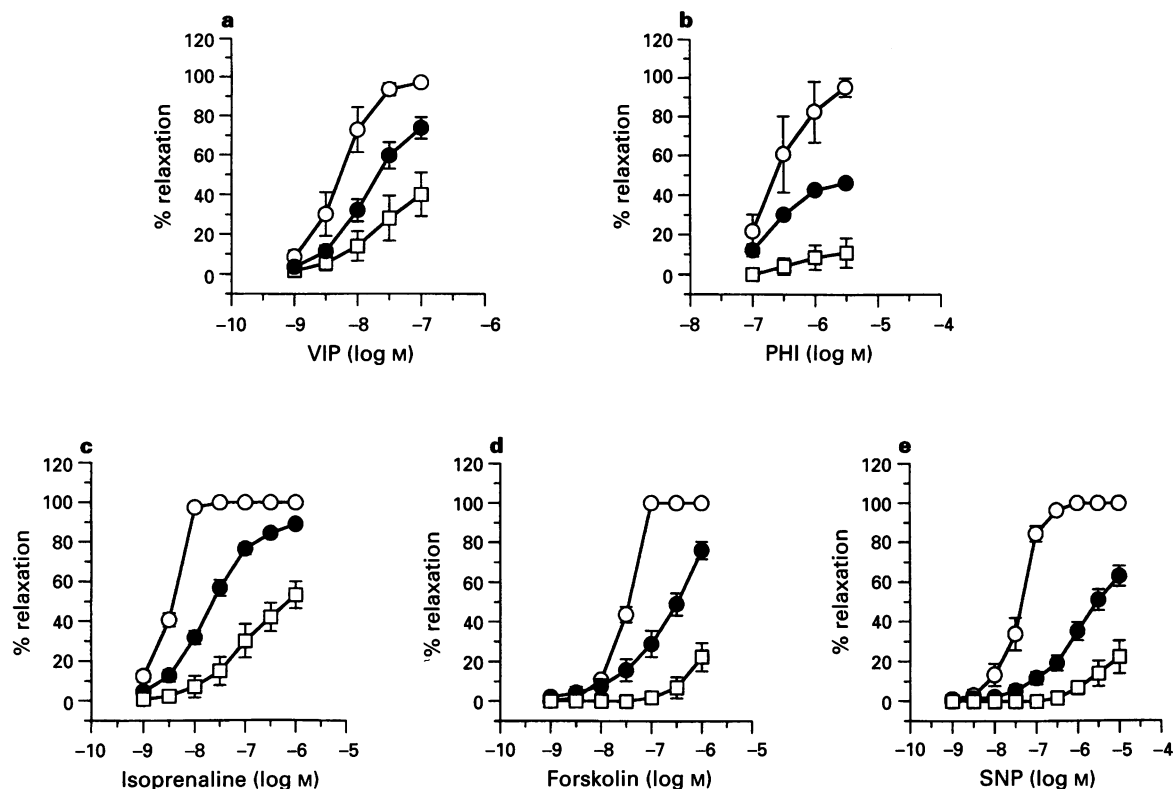 a
120
100
80
60
40
20
0
% relaxation
−10 −9 −8 −7 −6
VIP (log M)
b
120
100
80
60
40
20
0
% relaxation
−8 −7 −6 −5 −4
PHI (log M)
c
120
100
80
60
40
20
0
% relaxation
−10 −9 −8 −7 −6 −5
Isoprenaline (log M)
d
120
100
80
60
40
20
0
% relaxation
−10 −9 −8 −7 −6 −5
Forskolin (log M)
e
120
100
80
60
40
20
0
% relaxation
−10 −9 −8 −7 −6 −5 −4
SNP (log M)